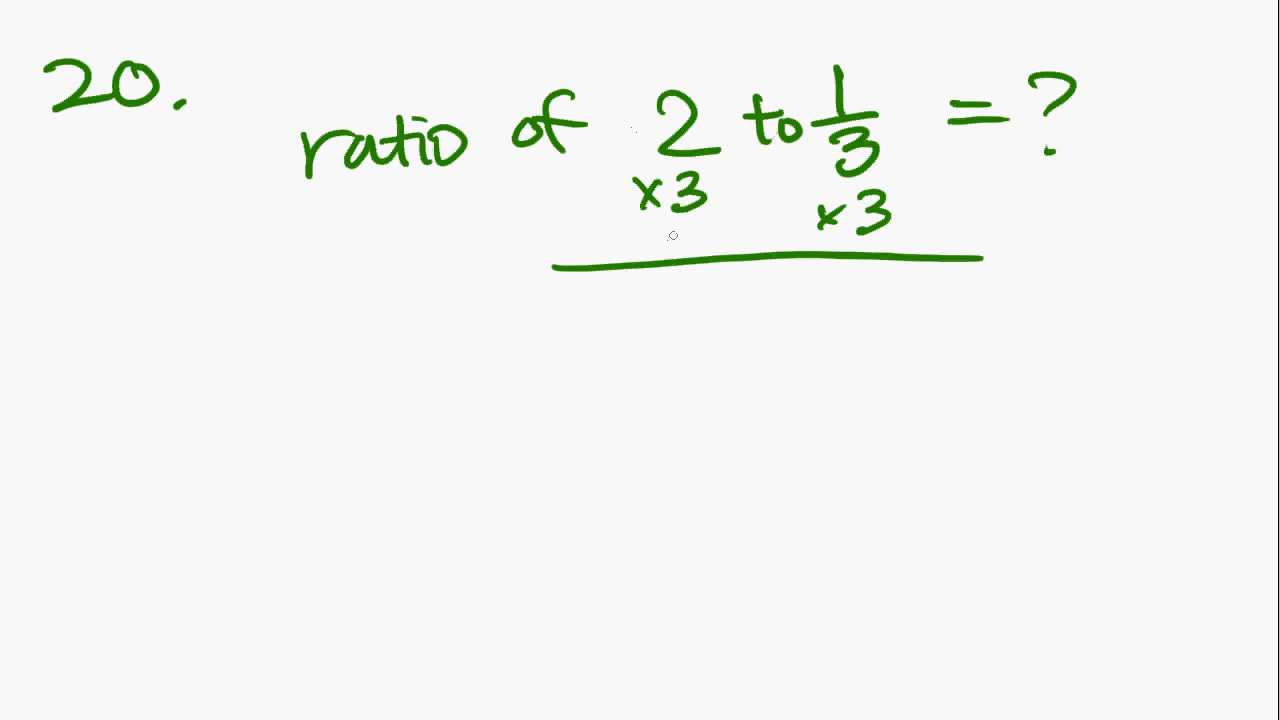 20.
ratio of 2 to 1/3 = ?
x3 x3